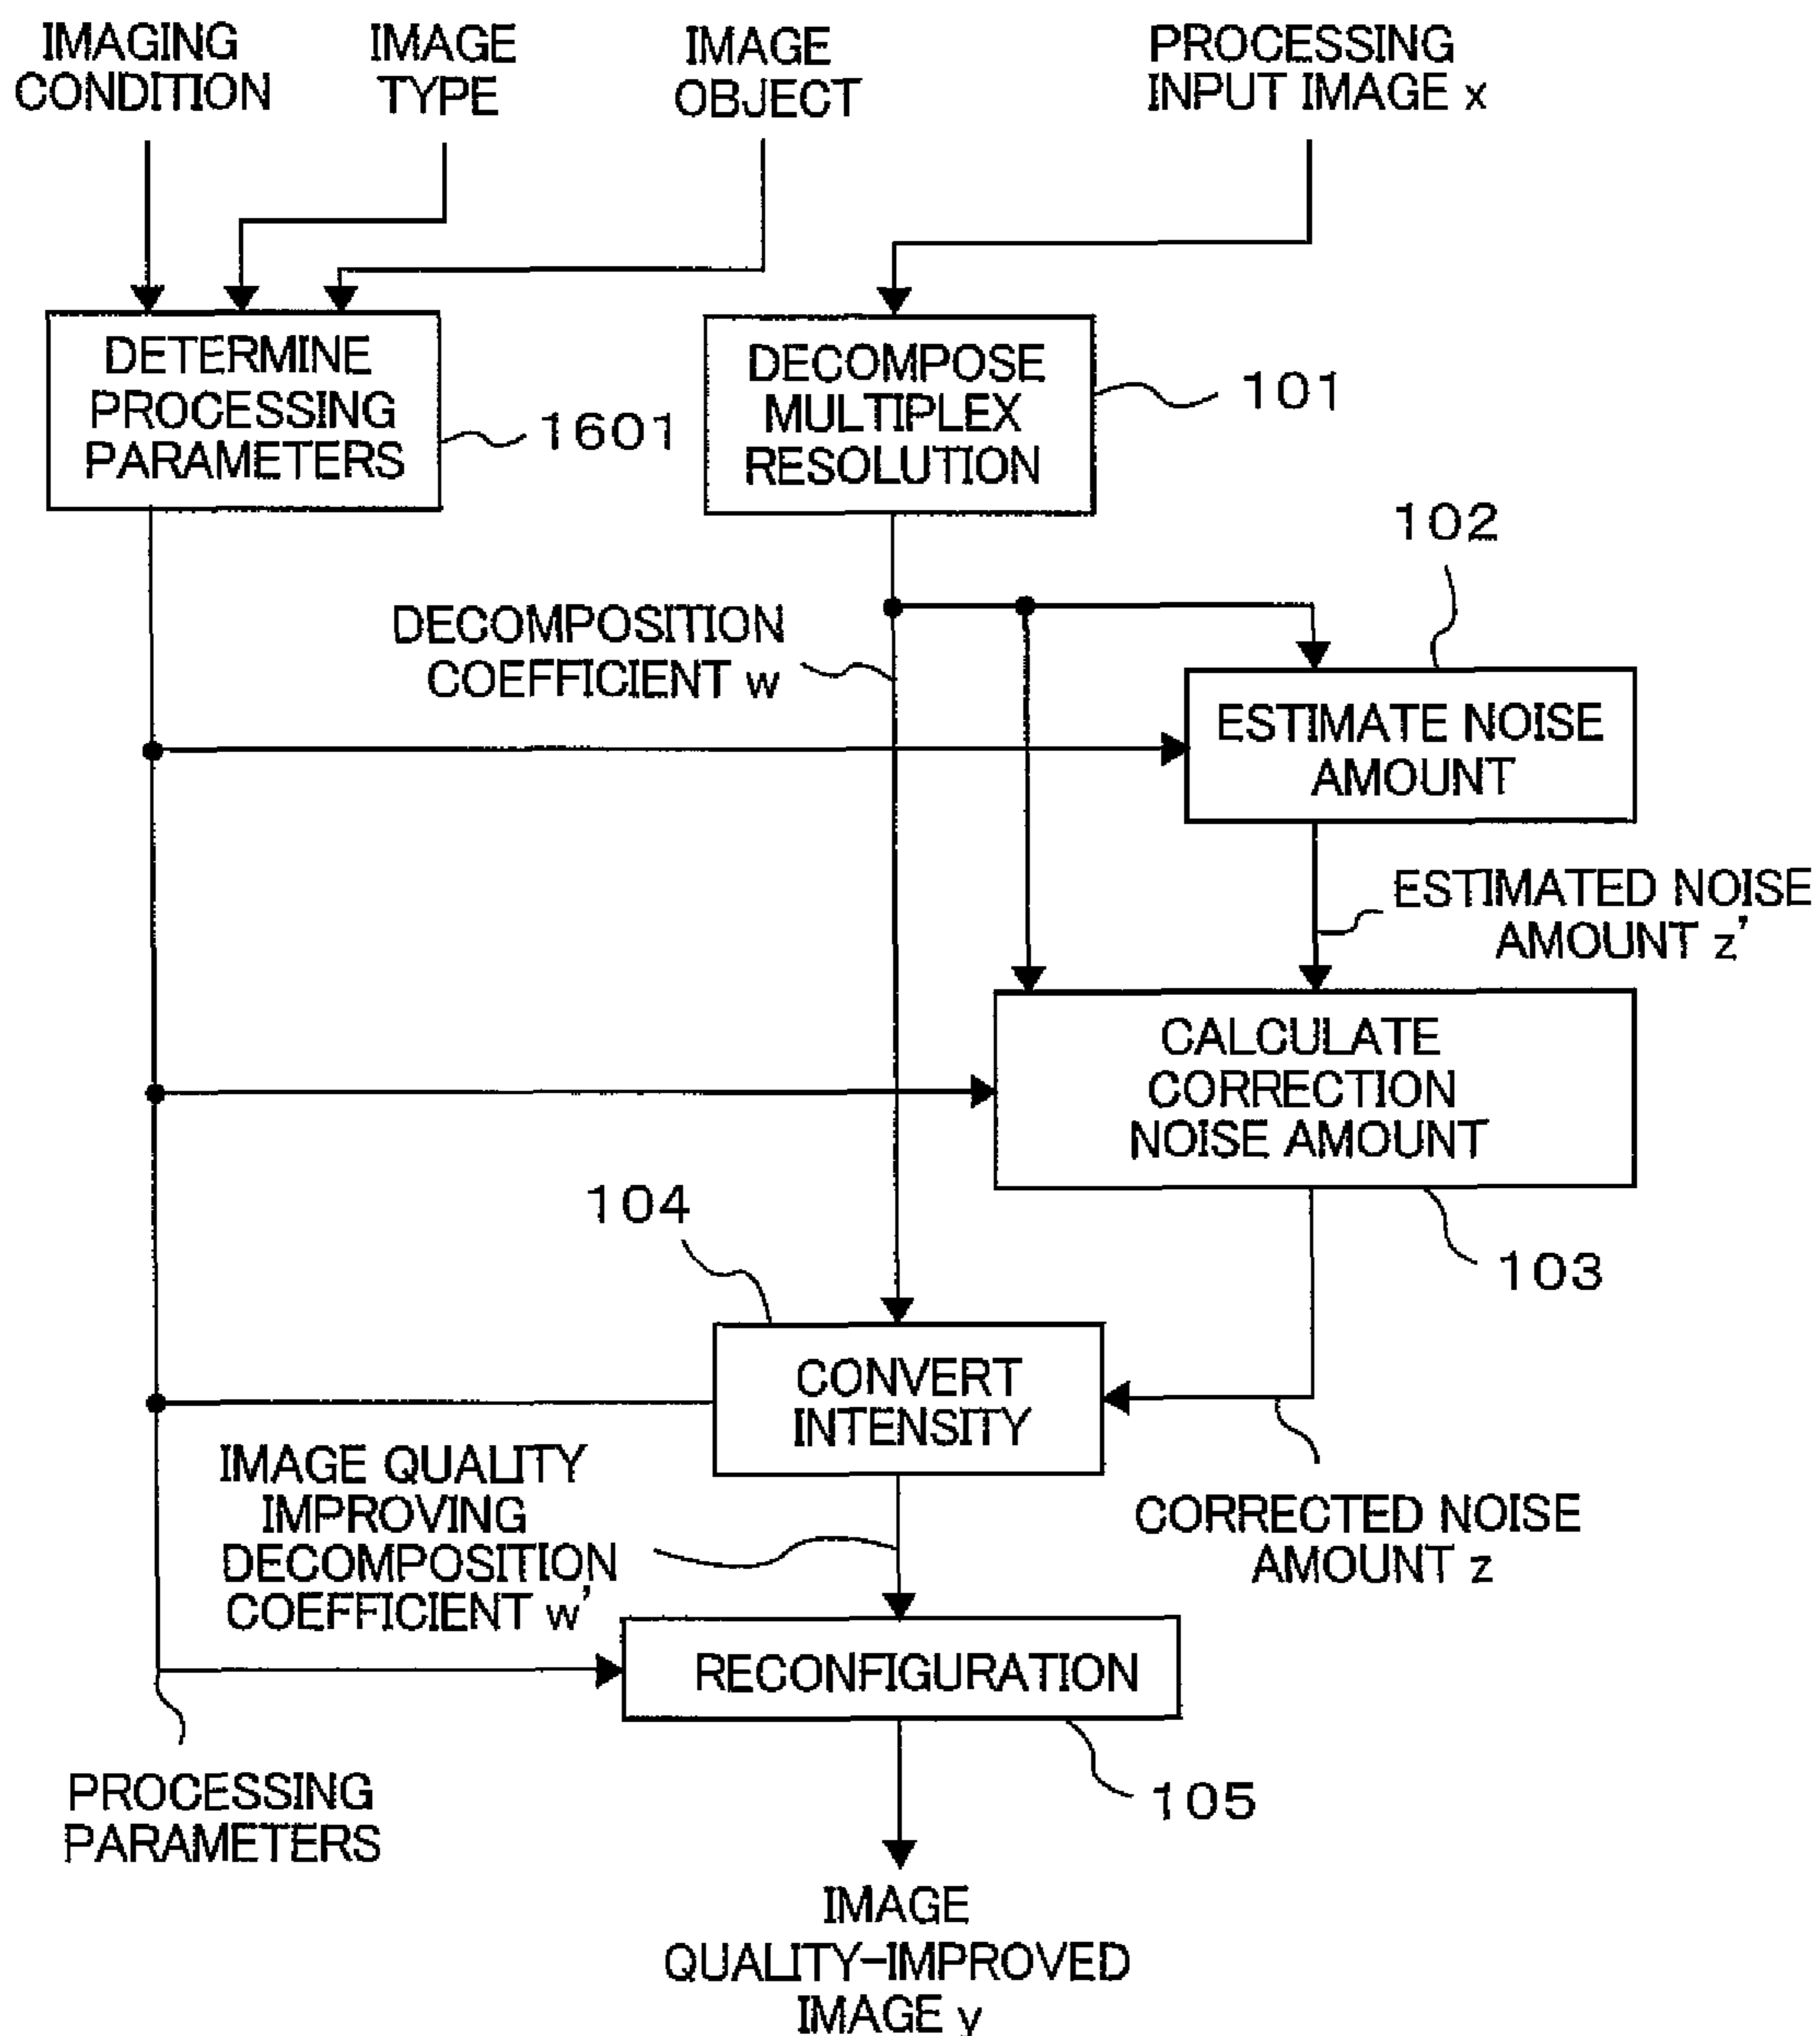 IMAGING
CONDITION
IMAGE
TYPE
IMAGE
OBJECT
PROCESSING
INPUT IMAGE x
DETERMINE
PROCESSING
PARAMETERS
1601
DECOMPOSE
MULTIPLEX
RESOLUTION
101
102
DECOMPOSITION
COEFFICIENT w
ESTIMATE NOISE
AMOUNT
ESTIMATED NOISE
AMOUNT z'
CALCULATE
CORRECTION
NOISE AMOUNT
103
104
CONVERT
INTENSITY
CORRECTED NOISE
AMOUNT z
IMAGE QUALITY
IMPROVING
DECOMPOSITION
COEFFICIENT w'
RECONFIGURATION
105
PROCESSING
PARAMETERS
IMAGE
QUALITY-IMPROVED
IMAGE y